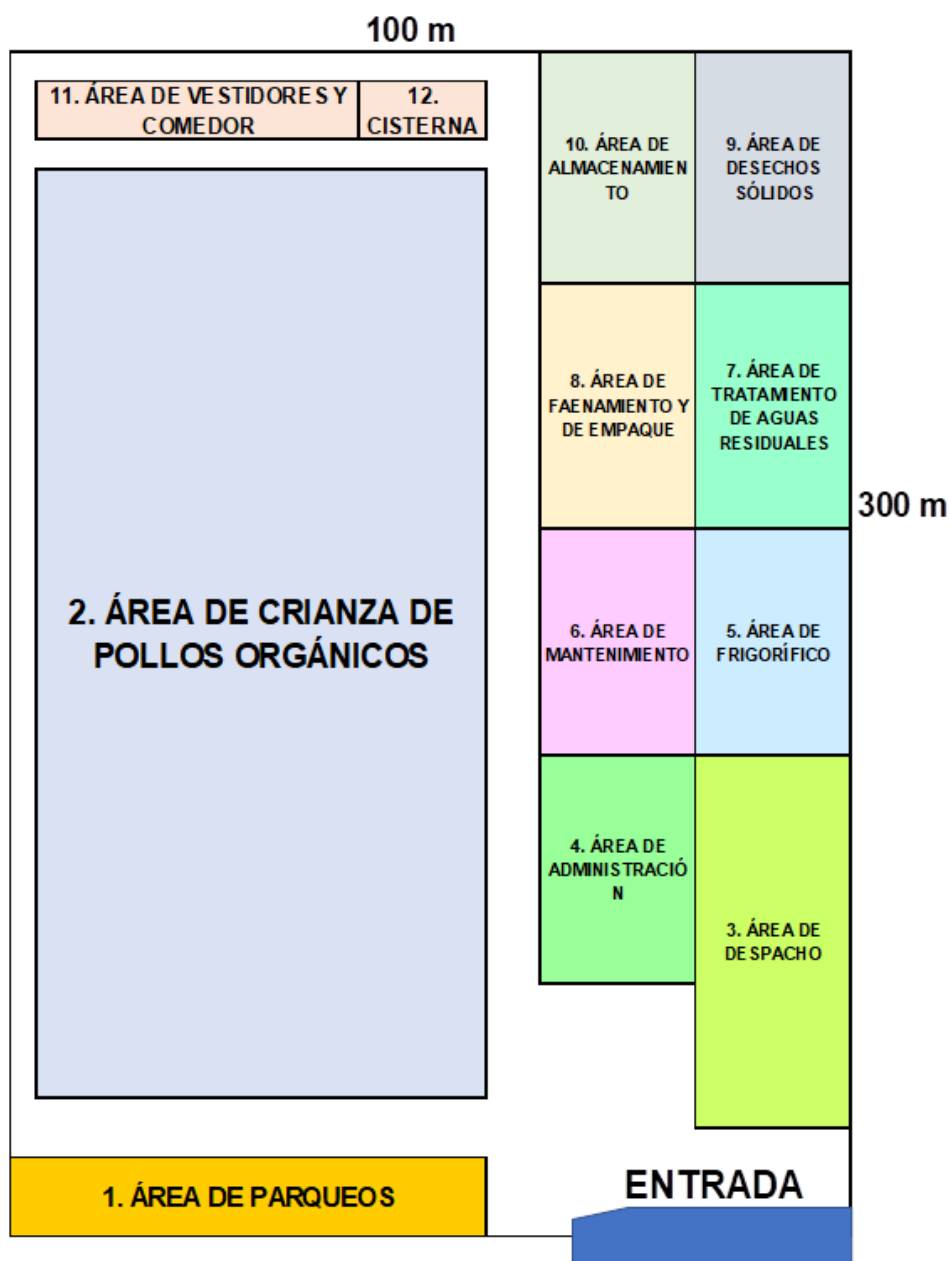 100 m
11. ÁREA DE VESTIDORES Y
COMEDOR
12.
CISTERNA
10. ÁREA DE
ALMACENAMIEN
TO
9. ÁREA DE
DESECHOS
SÓLIDOS
8. ÁREA DE
FAENAMIENTO Y
DE EMPAQUE
7. ÁREA DE
TRATAMIENTO
DE AGUAS
RESIDUALES
300 m
2. ÁREA DE CRIANZA DE
POLLOS ORGÁNICOS
6. ÁREA DE
MANTENIMIENTO
5. ÁREA DE
FRIGORÍFICO
4. ÁREA DE
ADMINISTRACIÓ
N
3. ÁREA DE
DESPACHO
1. ÁREA DE PARQUEOS
ENTRADA